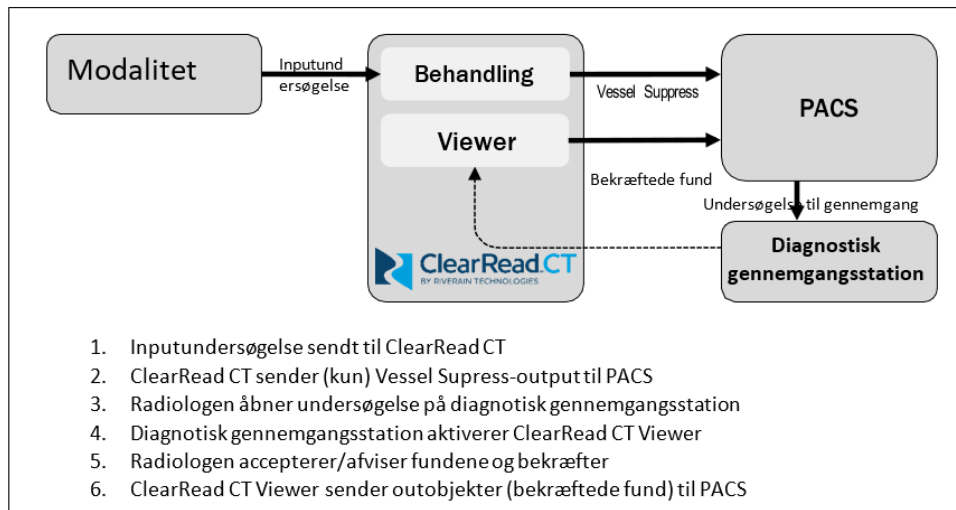 Modalitet
Inputund
ersøgelse
Behandling
Vessel Suppress
PACS
Viewer
Bekræftede fund
Undersøgelse til gennemgang
Diagnostisk
gennemgangsstation
ClearRead CT
BY RIVERAIN TECHNOLOGIES
1. Inputundersøgelse sendt til ClearRead CT
2. ClearRead CT sender (kun) Vessel Supress-output til PACS
3. Radiologen åbner undersøgelse på diagnotisk gennemgangsstation
4. Diagnotisk gennemgangsstation aktiverer ClearRead CT Viewer
5. Radiologen accepterer/afviser fundene og bekræfter
6. ClearRead CT Viewer sender outobjekter (bekræftede fund) til PACS